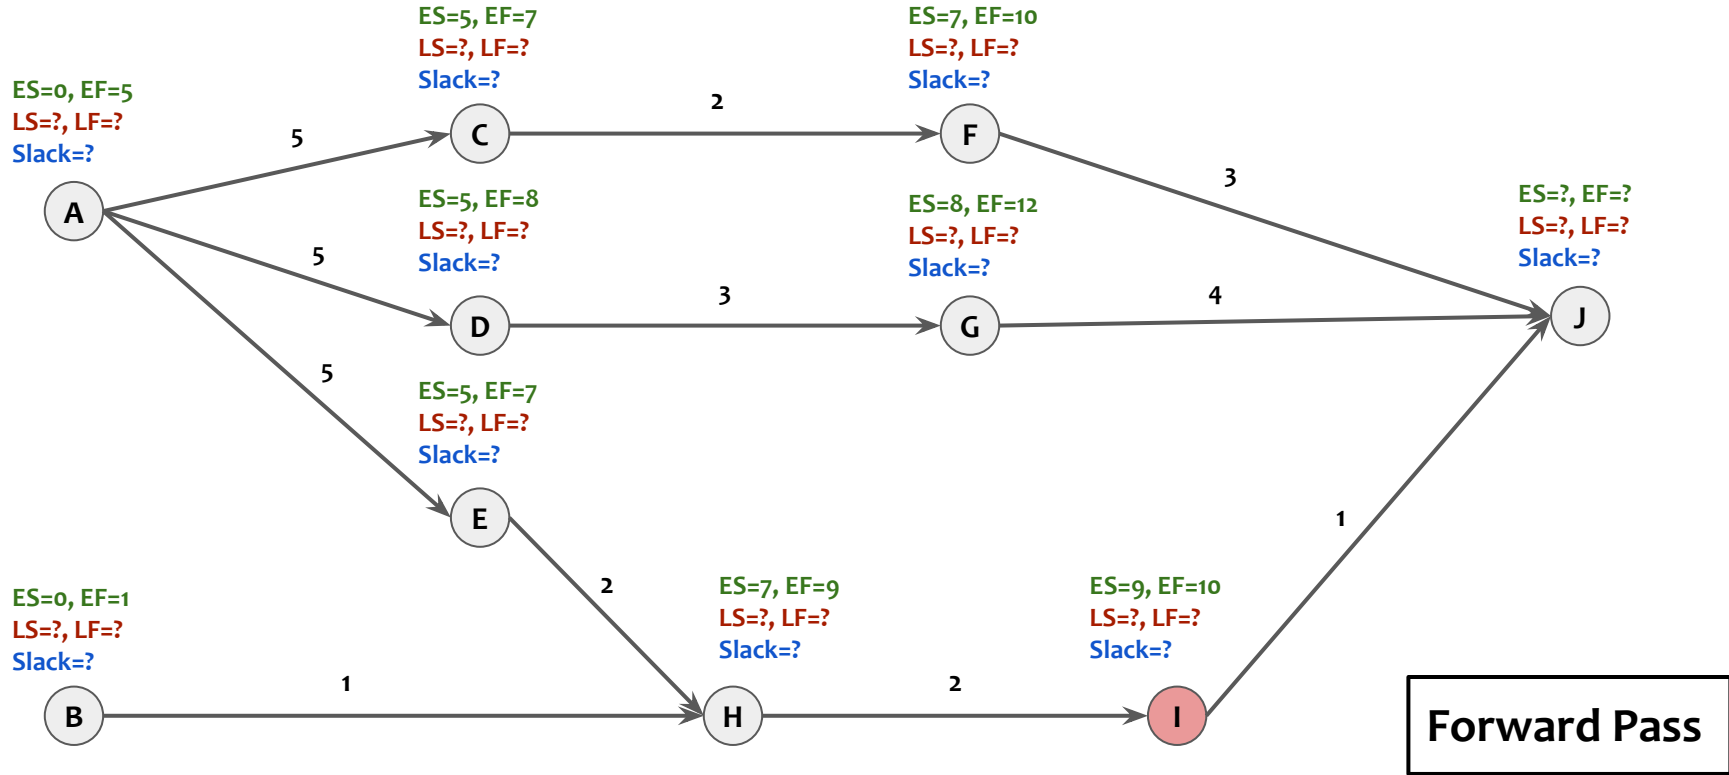 ES=5, EF=7
LS=?, LF=?
Slack=?
ES=7, EF=10
LS=?, LF=?
Slack=?
ES=0, EF=5
LS=?, LF=?
Slack=?
5
C
2
F
3
A
ES=5, EF=8
LS=?, LF=?
Slack=?
ES=8, EF=12
LS=?, LF=?
Slack=?
ES=?, EF=?
LS=?, LF=?
Slack=?
5
D
3
G
4
J
5
ES=5, EF=7
LS=?, LF=?
Slack=?
E
2
1
ES=0, EF=1
LS=?, LF=?
Slack=?
ES=7, EF=9
LS=?, LF=?
Slack=?
ES=9, EF=10
LS=?, LF=?
Slack=?
B
1
H
2
I
Forward Pass